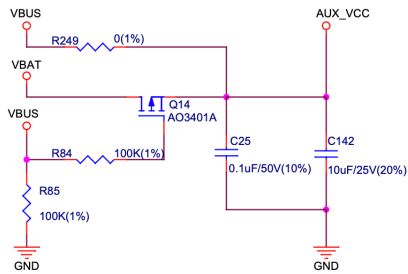 VBUS
AUX_VCC
R249
0(1%)
VBAT
Q14
AO3401A
VBUS
R84
100K(1%)
C25
0.1uF/50V(10%)
C142
10uF/25V(20%)
R85
100K(1%)
GND
GND